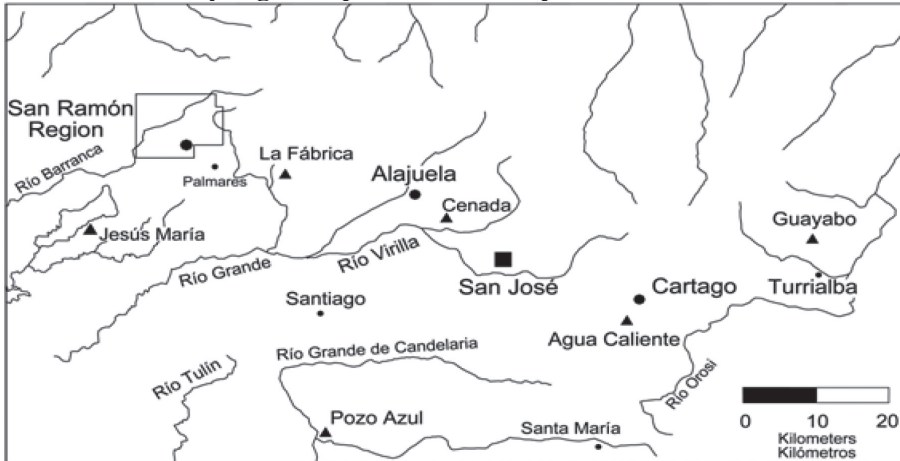 San Ramón
Region
Río Barranca
Palmares
La Fábrica
Alajuela
Cenada
Jesús María
Río Grande
Río Virilla
San José
Guayabo
Turrialba
Santiago
Cartago
Agua Caliente
Río Grande de Candelaria
Río Tulín
Río Orosi
Pozo Azul
Santa María
0 10 20
Kilometers
Kilómetros